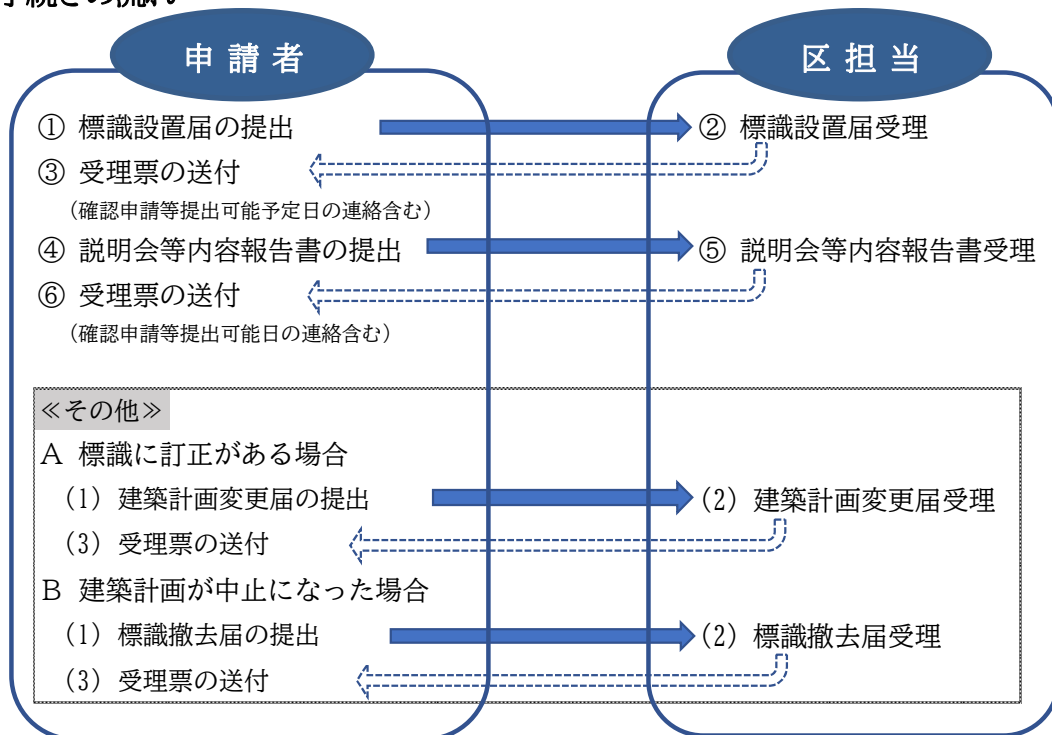 手続きの流れ
申請者
区担当
① 標識設置届の提出
② 標識設置届受理
③ 受理票の送付
（確認申請等提出可能予定日の連絡含む）
④ 説明会等内容報告書の提出
⑤ 説明会等内容報告書受理
⑥ 受理票の送付
（確認申請等提出可能日の連絡含む）
≪その他≫
A 標識に訂正がある場合
（1）建築計画変更届の提出
（2）建築計画変更届受理
（3）受理票の送付
B 建築計画が中止になった場合
（1）標識撤去届の提出
（2）標識撤去届受理
（3）受理票の送付